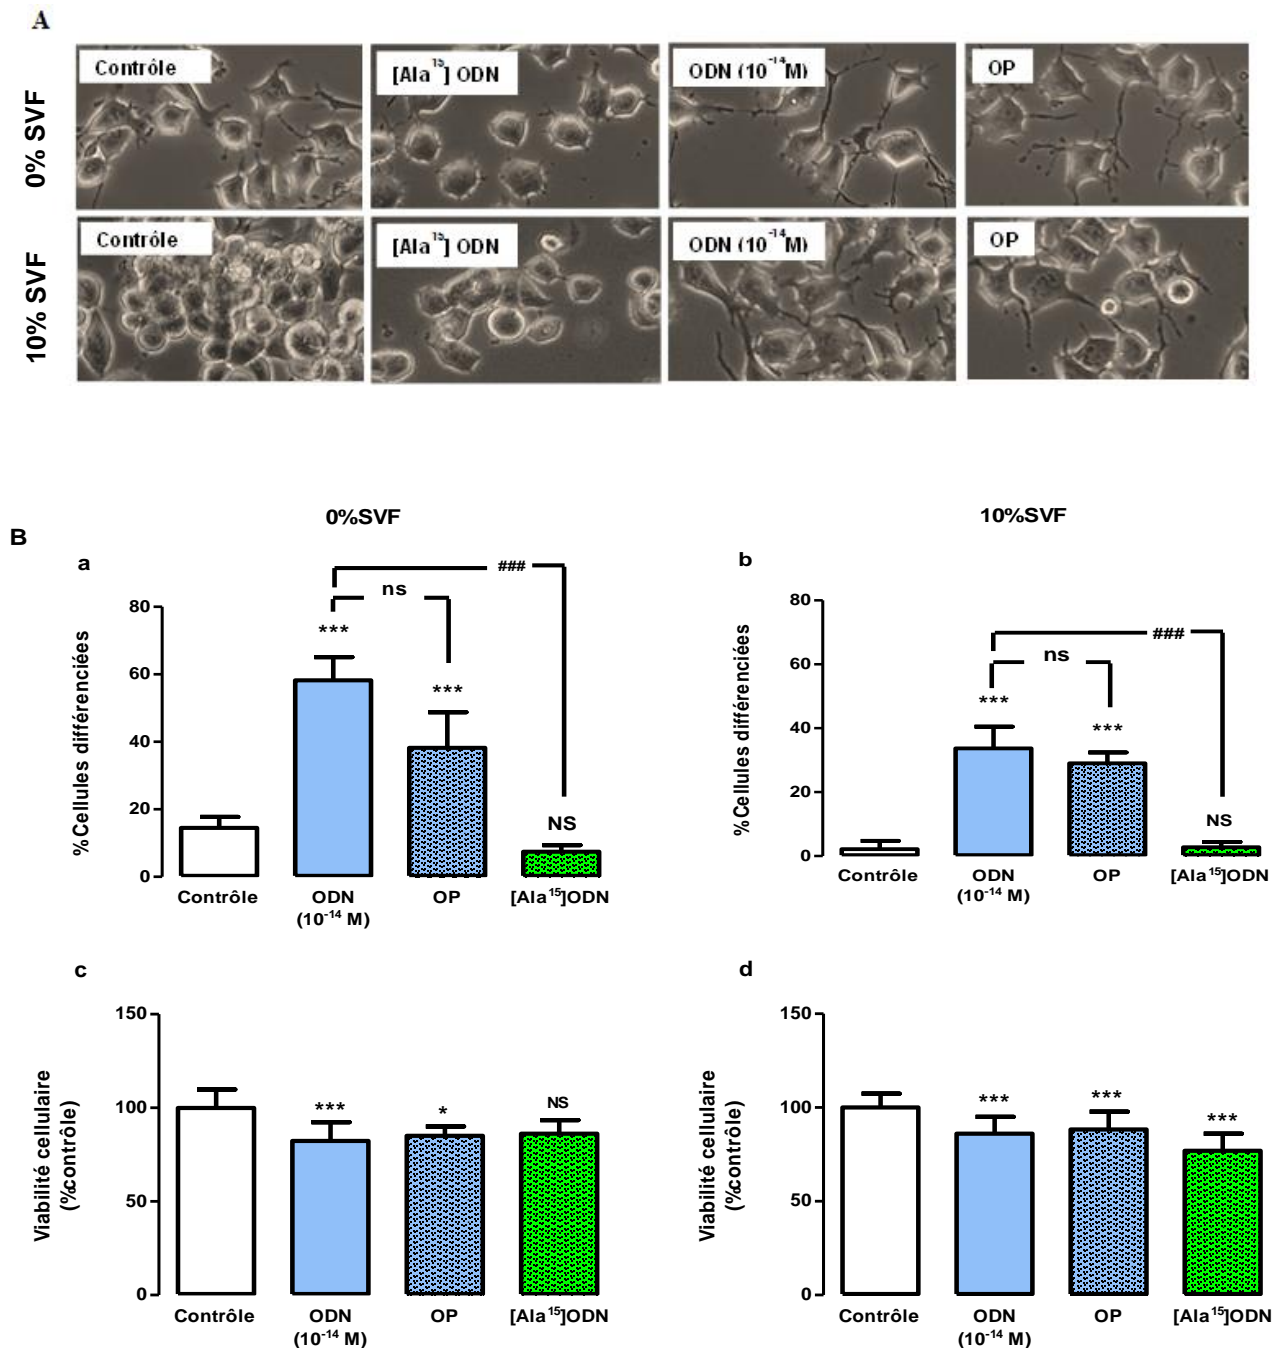 A
0% SVF
Contrôle
[Ala¹⁵] ODN
ODN (10⁻¹⁴M)
OP
10% SVF
Contrôle
[Ala¹⁵] ODN
ODN (10⁻¹⁴M)
OP
B
0%SVF
10%SVF
a
%Cellules différenciées
80
60
40
20
0
***
***
NS
ns
###
Contrôle
ODN
(10⁻¹⁴ M)
OP
[Ala¹⁵]ODN
b
%Cellules différenciées
80
60
40
20
0
***
***
NS
ns
###
Contrôle
ODN
(10⁻¹⁴ M)
OP
[Ala¹⁵]ODN
c
Viabilité cellulaire
(%contrôle)
150
100
50
0
***
*
NS
Contrôle
ODN
(10⁻¹⁴ M)
OP
[Ala¹⁵]ODN
d
Viabilité cellulaire
(%contrôle)
150
100
50
0
***
***
***
Contrôle
ODN
(10⁻¹⁴ M)
OP
[Ala¹⁵]ODN